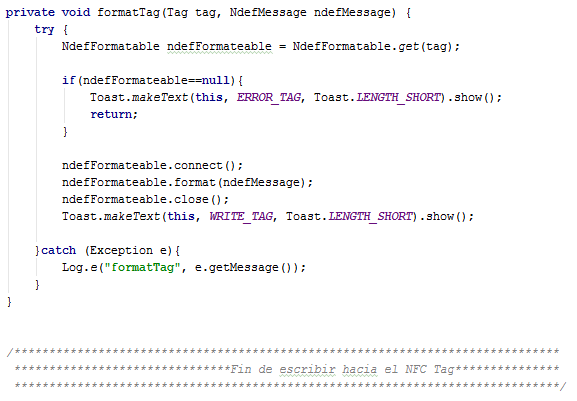 private void formatTag(Tag tag, NdefMessage ndefMessage) {
    try {
        NdefFormatable ndefFormateable = NdefFormatable.get(tag);

        if(ndefFormateable==null){
            Toast.makeText(this, ERROR_TAG, Toast.LENGTH_SHORT).show();
            return;
        }

        ndefFormateable.connect();
        ndefFormateable.format(ndefMessage);
        ndefFormateable.close();
        Toast.makeText(this, WRITE_TAG, Toast.LENGTH_SHORT).show();

    }catch (Exception e){
        Log.e("formatTag", e.getMessage());
    }
}

/******************************************************************************
 *******************************Fin de escribir hacia el NFC Tag***************
 ******************************************************************************/